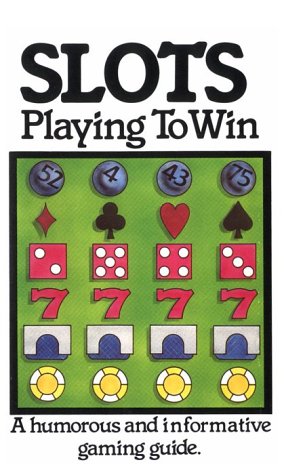 SLOTS
Playing To Win
52 4 43 75
7 7 7 7
A humorous and informative
gaming guide.